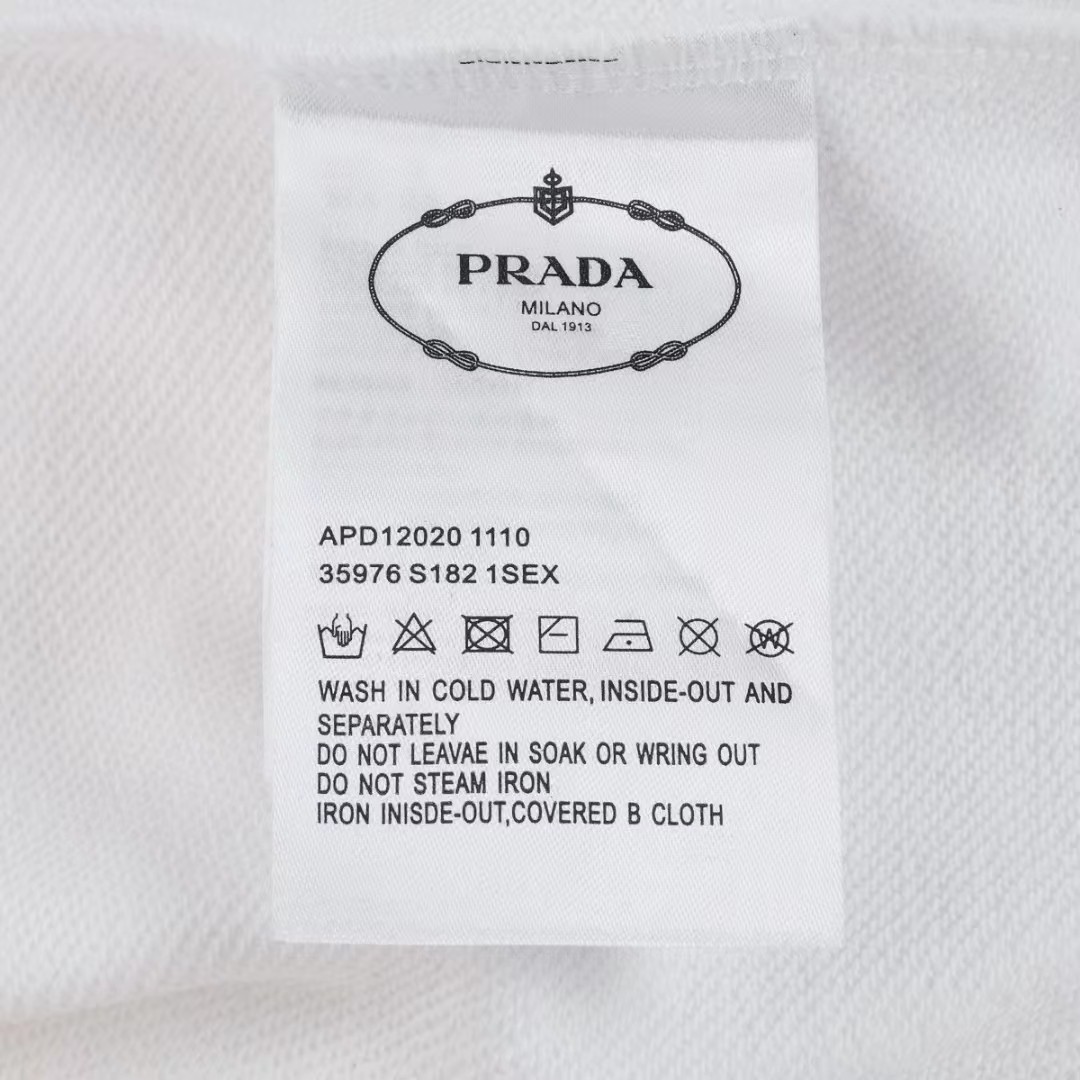 PRADA
MILANO
DAL 1913
APD12020 1110
35976 S182 1SEX
WASH IN COLD WATER, INSIDE-OUT AND
SEPARATELY
DO NOT LEAVAE IN SOAK OR WRING OUT
DO NOT STEAM IRON
IRON INISDE-OUT,COVERED B CLOTH